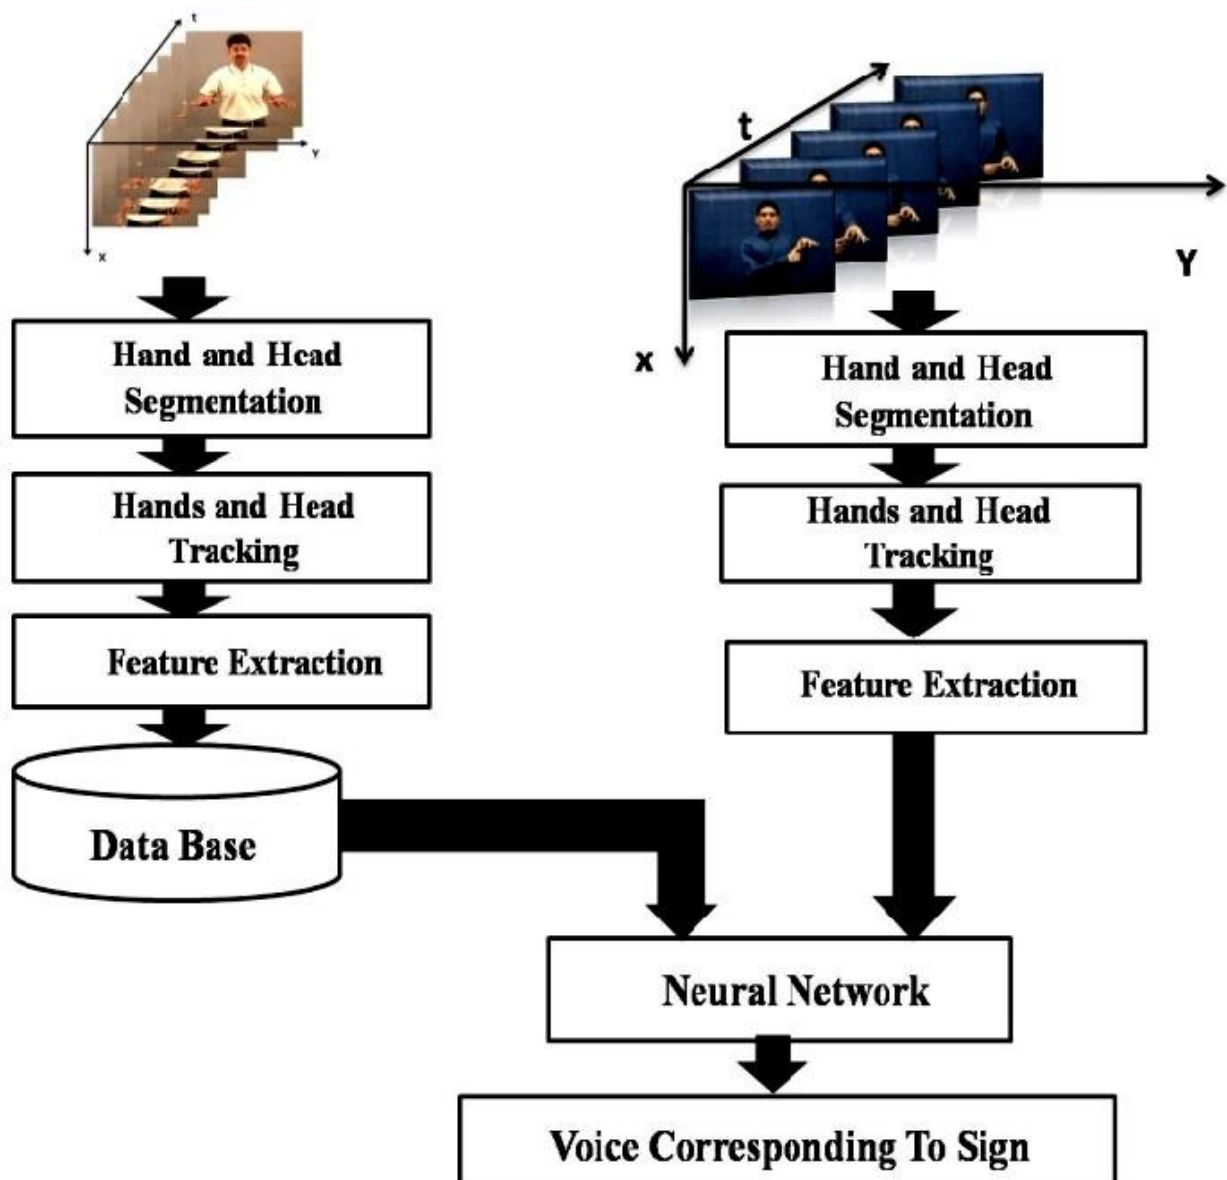 t
Y
x
t
Y
x
Hand and Head
Segmentation
Hands and Head
Tracking
Feature Extraction
Data Base
Hand and Head
Segmentation
Hands and Head
Tracking
Feature Extraction
Neural Network
Voice Corresponding To Sign